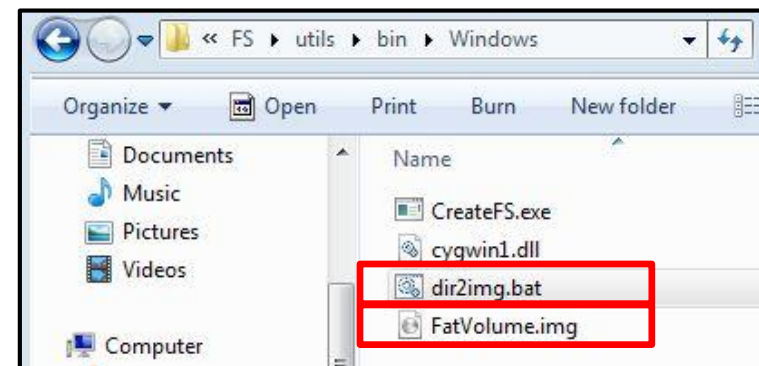 « FS ▸ utils ▸ bin ▸ Windows
Organize Open Print Burn New folder
Documents
Music
Pictures
Videos
Computer
Name
CreateFS.exe
cygwin1.dll
dir2img.bat
FatVolume.img